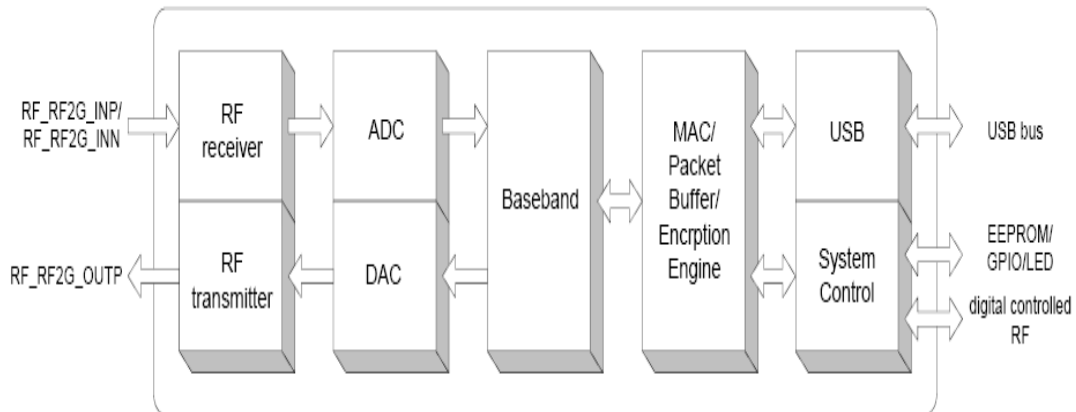 RF_RF2G_INP/
RF_RF2G_INN
RF
receiver
ADC
Baseband
MAC/
Packet
Buffer/
Encrption
Engine
USB
USB bus
RF_RF2G_OUTP
RF
transmitter
DAC
System
Control
EEPROM/
GPIO/LED
digital controlled
RF